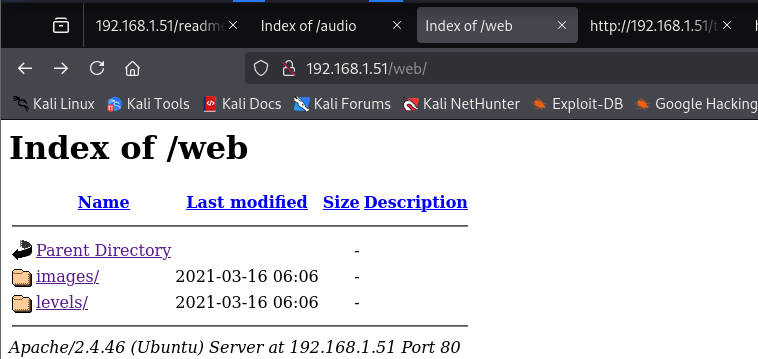 192.168.1.51/readme
Index of /audio
Index of /web
http://192.168.1.51/t
192.168.1.51/web/
Kali Linux
Kali Tools
Kali Docs
Kali Forums
Kali NetHunter
Exploit-DB
Google Hacking
Index of /web
Name Last modified Size Description
Parent Directory -
images/ 2021-03-16 06:06 -
levels/ 2021-03-16 06:06 -
Apache/2.4.46 (Ubuntu) Server at 192.168.1.51 Port 80